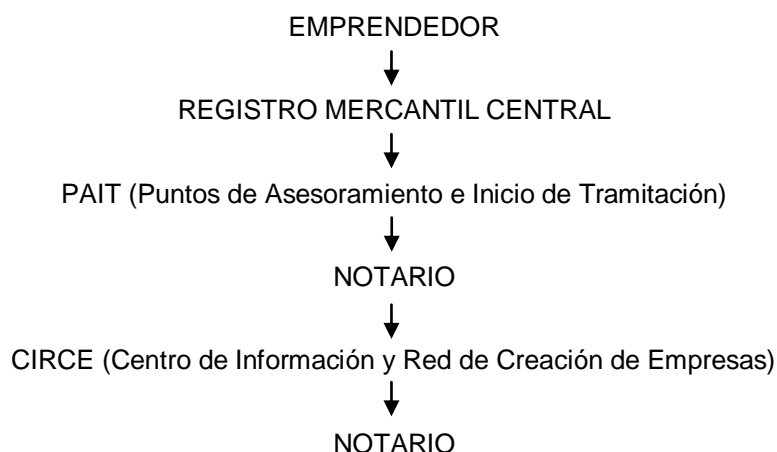 EMPRENDEDOR
REGISTRO MERCANTIL CENTRAL
PAIT (Puntos de Asesoramiento e Inicio de Tramitación)
NOTARIO
CIRCE (Centro de Información y Red de Creación de Empresas)
NOTARIO